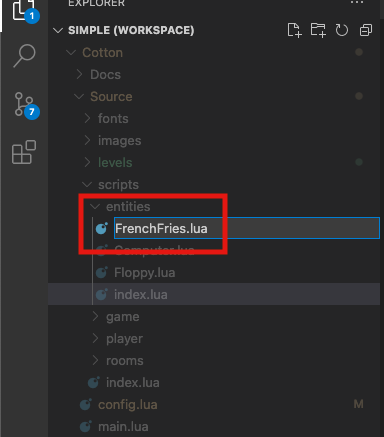 EXPLORER
1
SIMPLE (WORKSPACE)
Cotton
Docs
Source
7
fonts
images
levels
scripts
entities
FrenchFries.lua
Computer.lua
Floppy.lua
index.lua
game
player
rooms
index.lua
config.lua M
main.lua